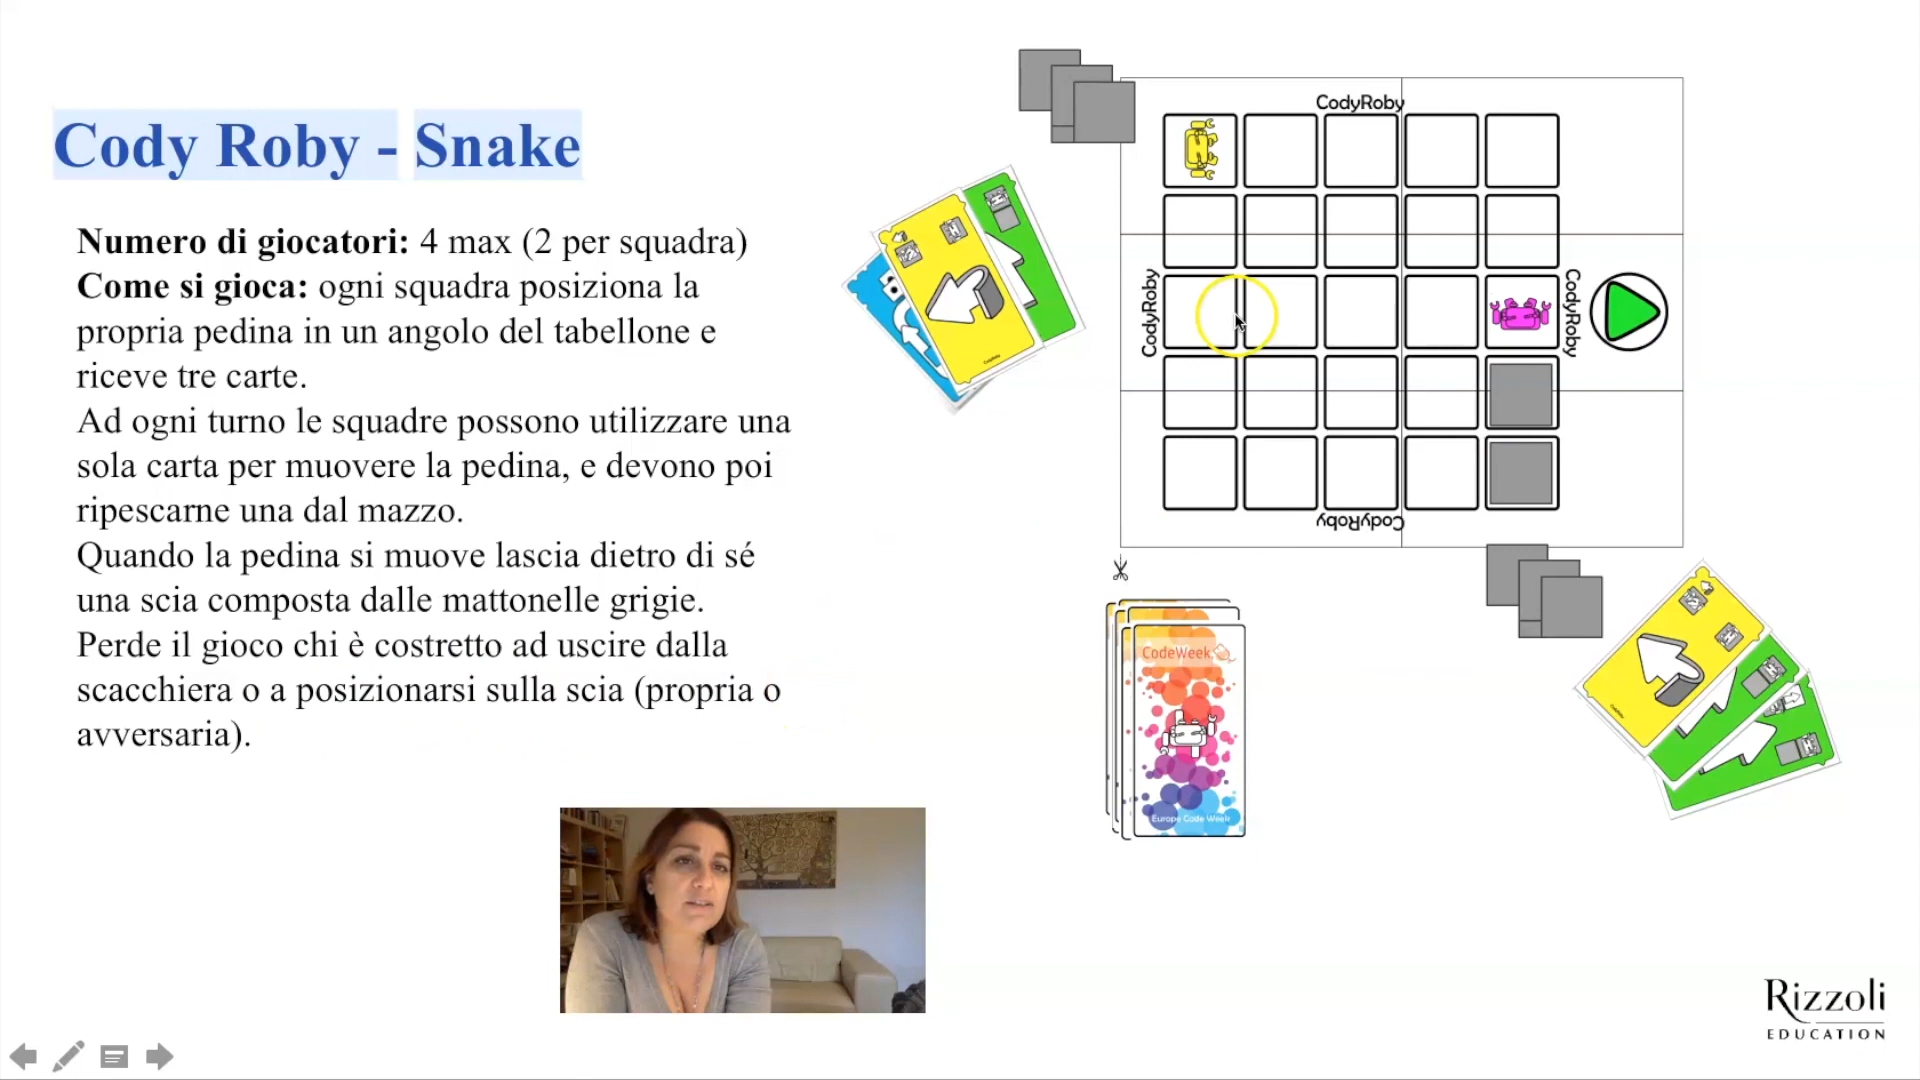 Cody Roby - Snake
Numero di giocatori: 4 max (2 per squadra)
Come si gioca: ogni squadra posiziona la
propria pedina in un angolo del tabellone e
riceve tre carte.
Ad ogni turno le squadre possono utilizzare una
sola carta per muovere la pedina, e devono poi
ripescarne una dal mazzo.
Quando la pedina si muove lascia dietro di sé
una scia composta dalle mattonelle grigie.
Perde il gioco chi è costretto ad uscire dalla
scacchiera o a posizionarsi sulla scia (propria o
avversaria).
CodyRoby
CodyRoby
CodyRoby
CodyRoby
CodeWeek
Europe Code Week
Rizzoli
EDUCATION